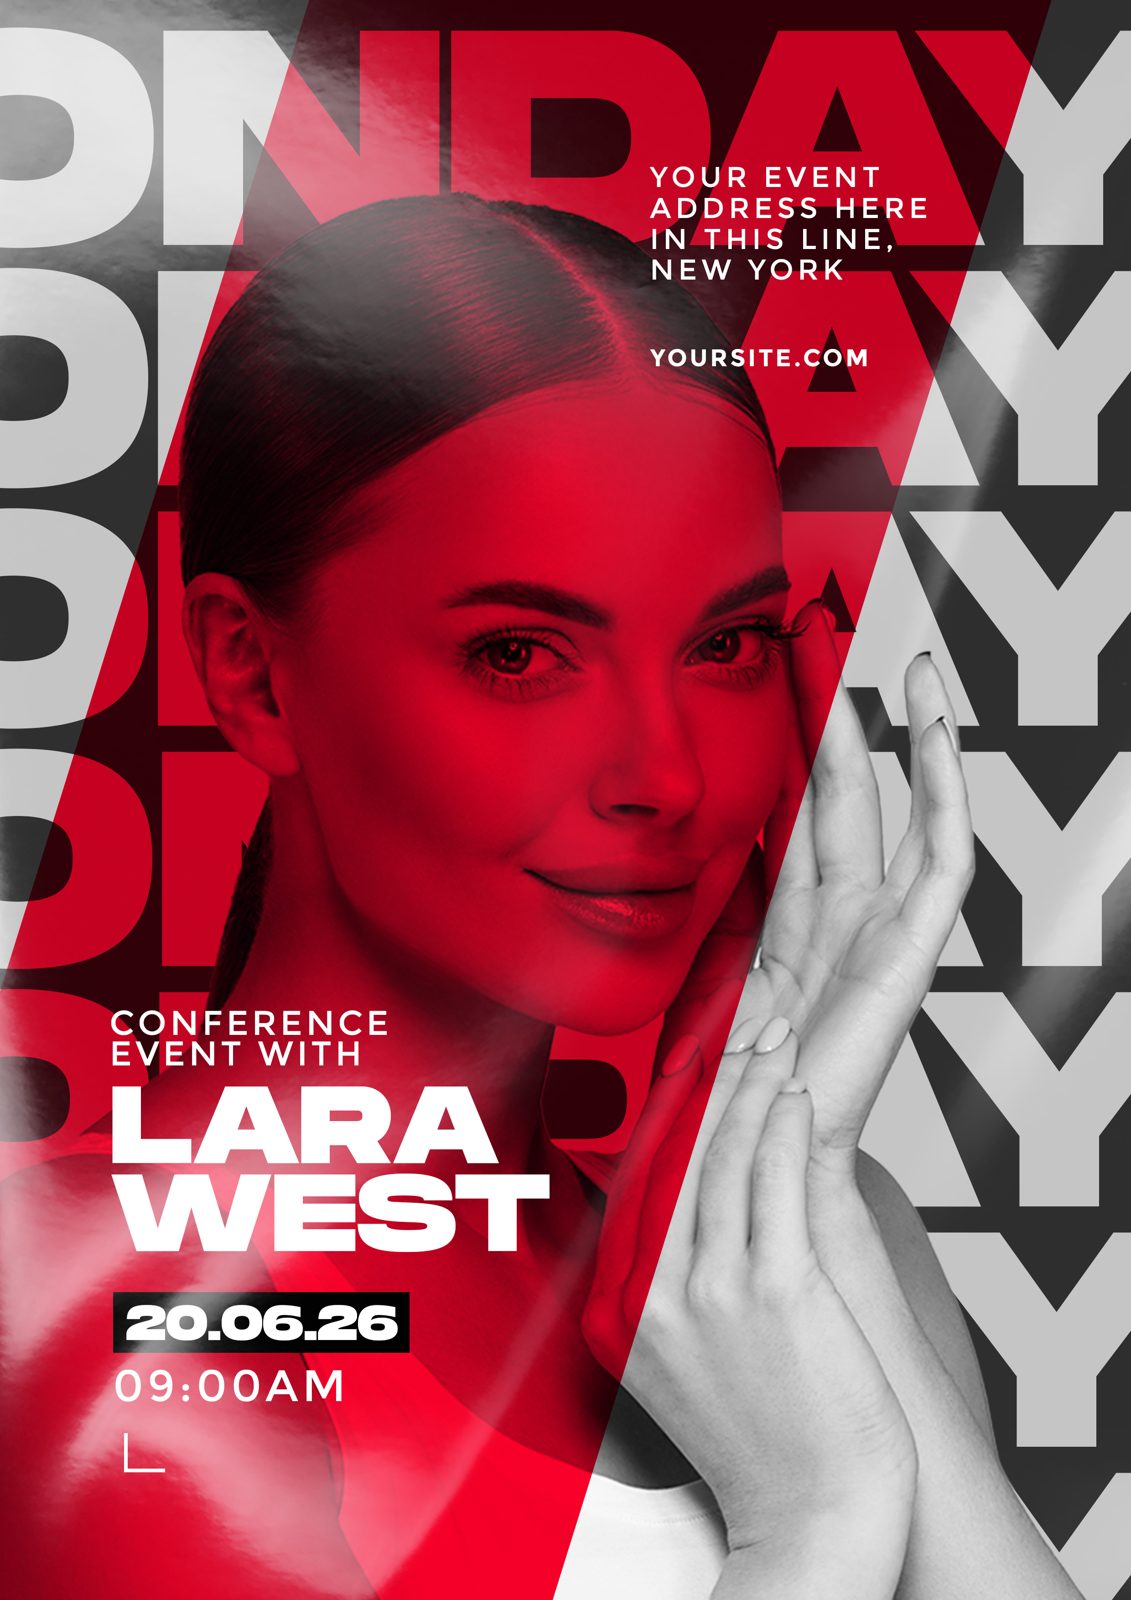 ONDAY
YOUR EVENT
ADDRESS HERE
IN THIS LINE,
NEW YORK
YOURSITE.COM
CONFERENCE
EVENT WITH
LARA
WEST
20.06.26
09:00AM